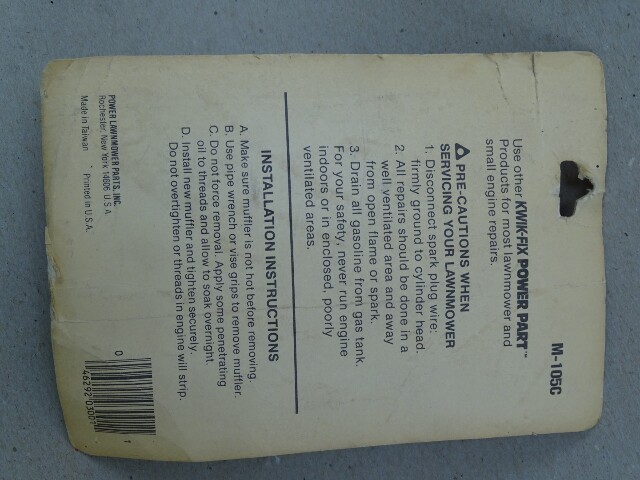 M-105C
Use other KWIK-FIX POWER PART™
Products for most lawnmower and
small engine repairs.
PRE-CAUTIONS WHEN
SERVICING YOUR LAWNMOWER
1. Disconnect spark plug wire:
firmly ground to cylinder head.
2. All repairs should be done in a
well ventilated area and away
from open flame or spark.
3. Drain all gasoline from gas tank.
For your safety, never run engine
indoors or in enclosed, poorly
ventilated areas.
INSTALLATION INSTRUCTIONS
A. Make sure muffler is not hot before removing.
B. Use pipe wrench or vise grips to remove muffler.
C. Do not force removal. Apply some penetrating
oil to threads and allow to soak overnight.
D. Install new muffler and tighten securely.
Do not overtighten or threads in engine will strip.
POWER LAWNMOWER PARTS, INC.
Rochester, New York 14606 U.S.A.
Made in Taiwan Printed in U.S.A.
0 46292 03007 1